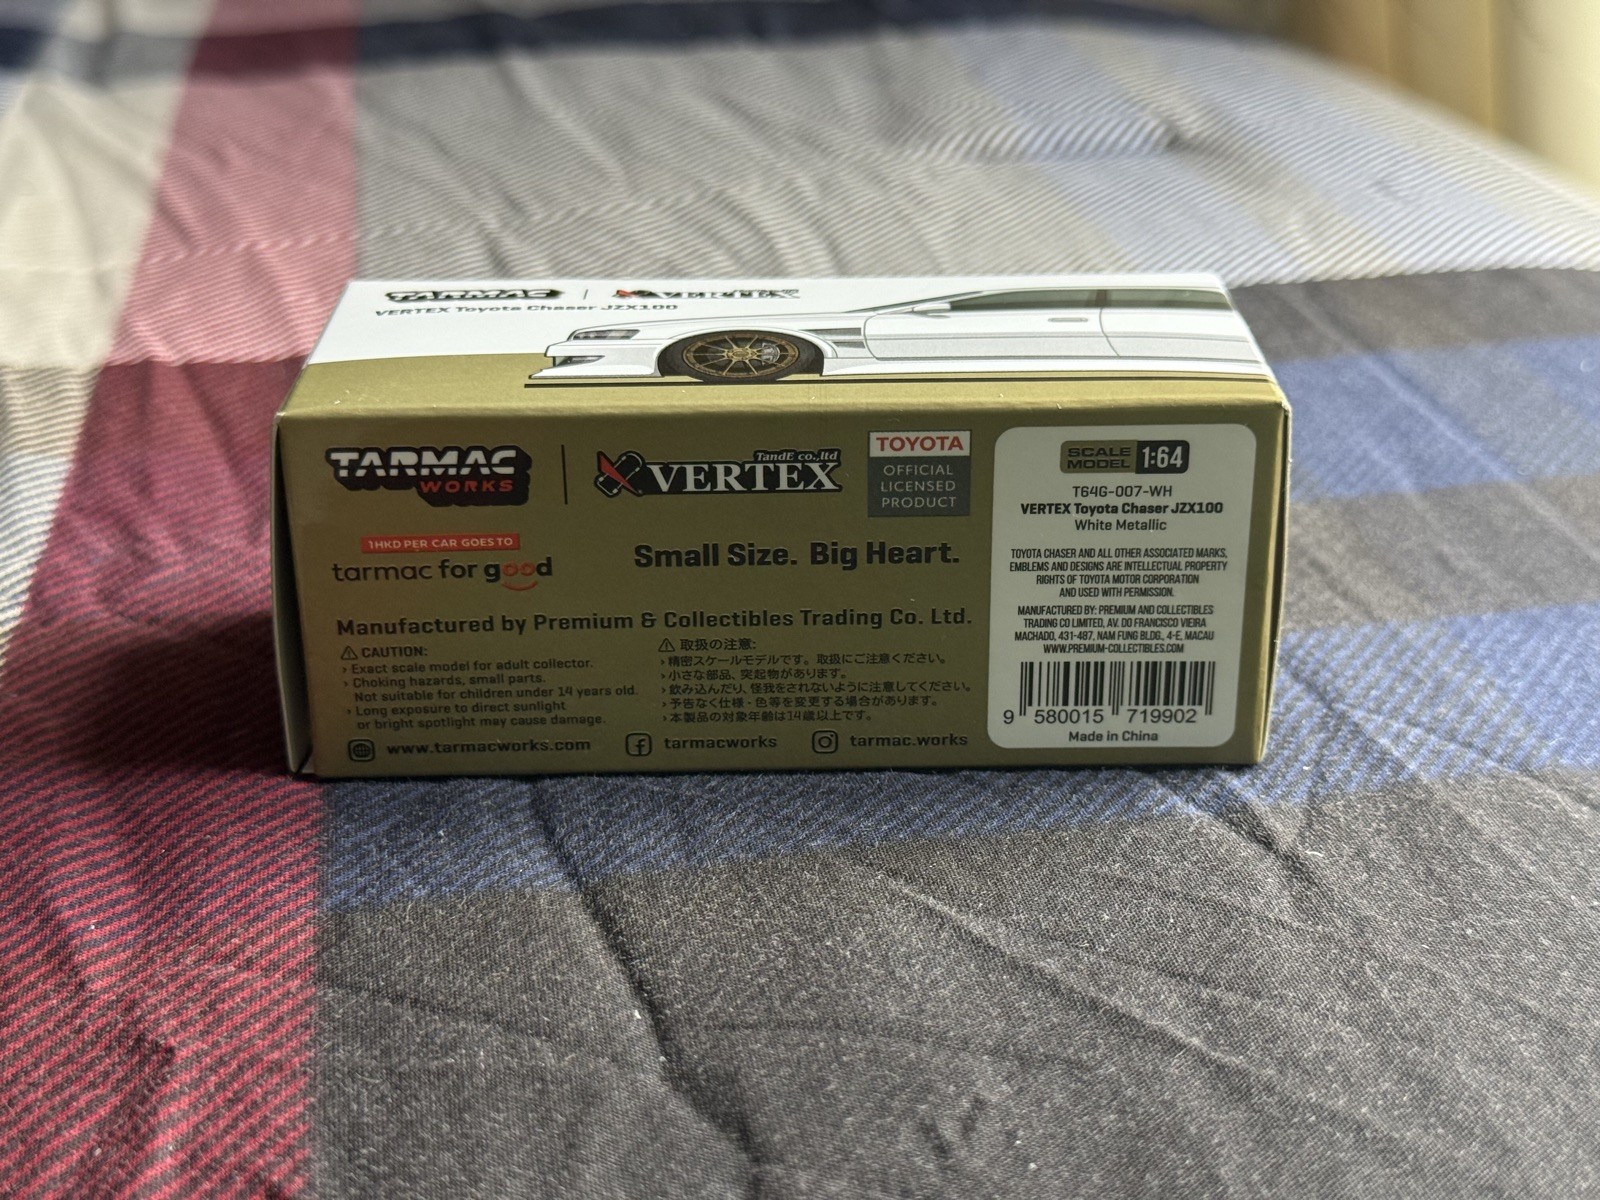 TARMAC
VERTEX
VERTEX Toyota Chaser JZX100
TARMAC
WORKS
TandE co.,ltd
VERTEX
TOYOTA
OFFICIAL
LICENSED
PRODUCT
1HKD PER CAR GOES TO
tarmac for good
Small Size. Big Heart.
Manufactured by Premium & Collectibles Trading Co. Ltd.
CAUTION:
› Exact scale model for adult collector.
› Choking hazards, small parts.
Not suitable for children under 14 years old.
› Long exposure to direct sunlight
or bright spotlight may cause damage.
取扱の注意:
›精密スケールモデルです。取扱にご注意ください。
›小さな部品、突起物があります。
›飲み込んだり、怪我をされないように注意してください。
›予告なく仕様・色等を変更する場合があります。
›本製品の対象年齢は14歳以上です。
www.tarmacworks.com
tarmacworks
tarmac.works
SCALE
MODEL 1:64
T64G-007-WH
VERTEX Toyota Chaser JZX100
White Metallic
TOYOTA CHASER AND ALL OTHER ASSOCIATED MARKS,
EMBLEMS AND DESIGNS ARE INTELLECTUAL PROPERTY
RIGHTS OF TOYOTA MOTOR CORPORATION
AND USED WITH PERMISSION.
MANUFACTURED BY: PREMIUM AND COLLECTIBLES
TRADING CO LIMITED, AV. DO FRANCISCO VIEIRA
MACHADO, 431-487, NAM FUNG BLDG., 4-E, MACAU
WWW.PREMIUM-COLLECTIBLES.COM
9 580015 719902
Made in China